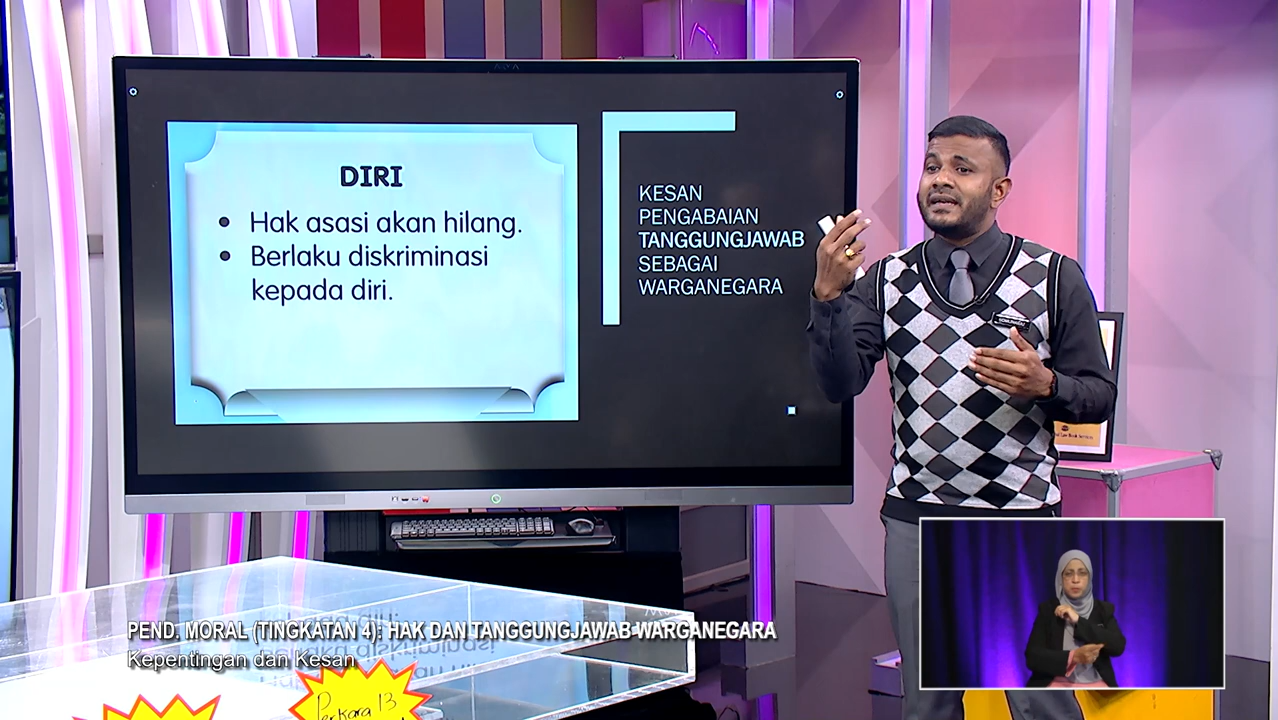 DIRI
• Hak asasi akan hilang.
• Berlaku diskriminasi
kepada diri.
KESAN
PENGABAIAN
TANGGUNGJAWAB
SEBAGAI
WARGANEGARA
PEND. MORAL (TINGKATAN 4): HAK DAN TANGGUNGJAWAB WARGANEGARA
Kepentingan dan Kesan
Perkara 13